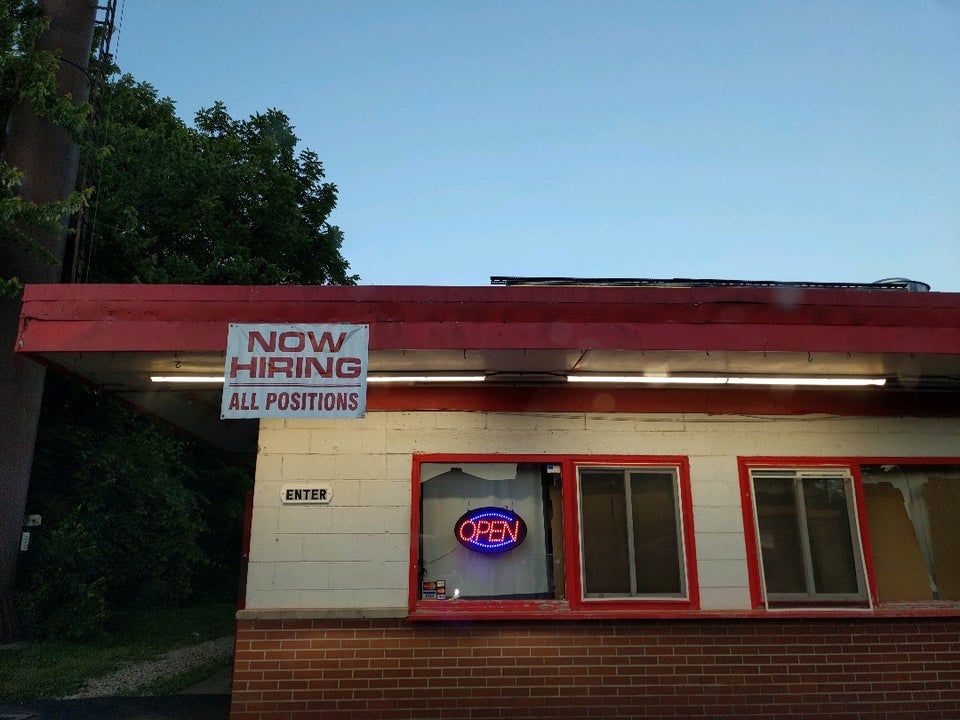 NOW
HIRING
ALL POSITIONS
ENTER
OPEN